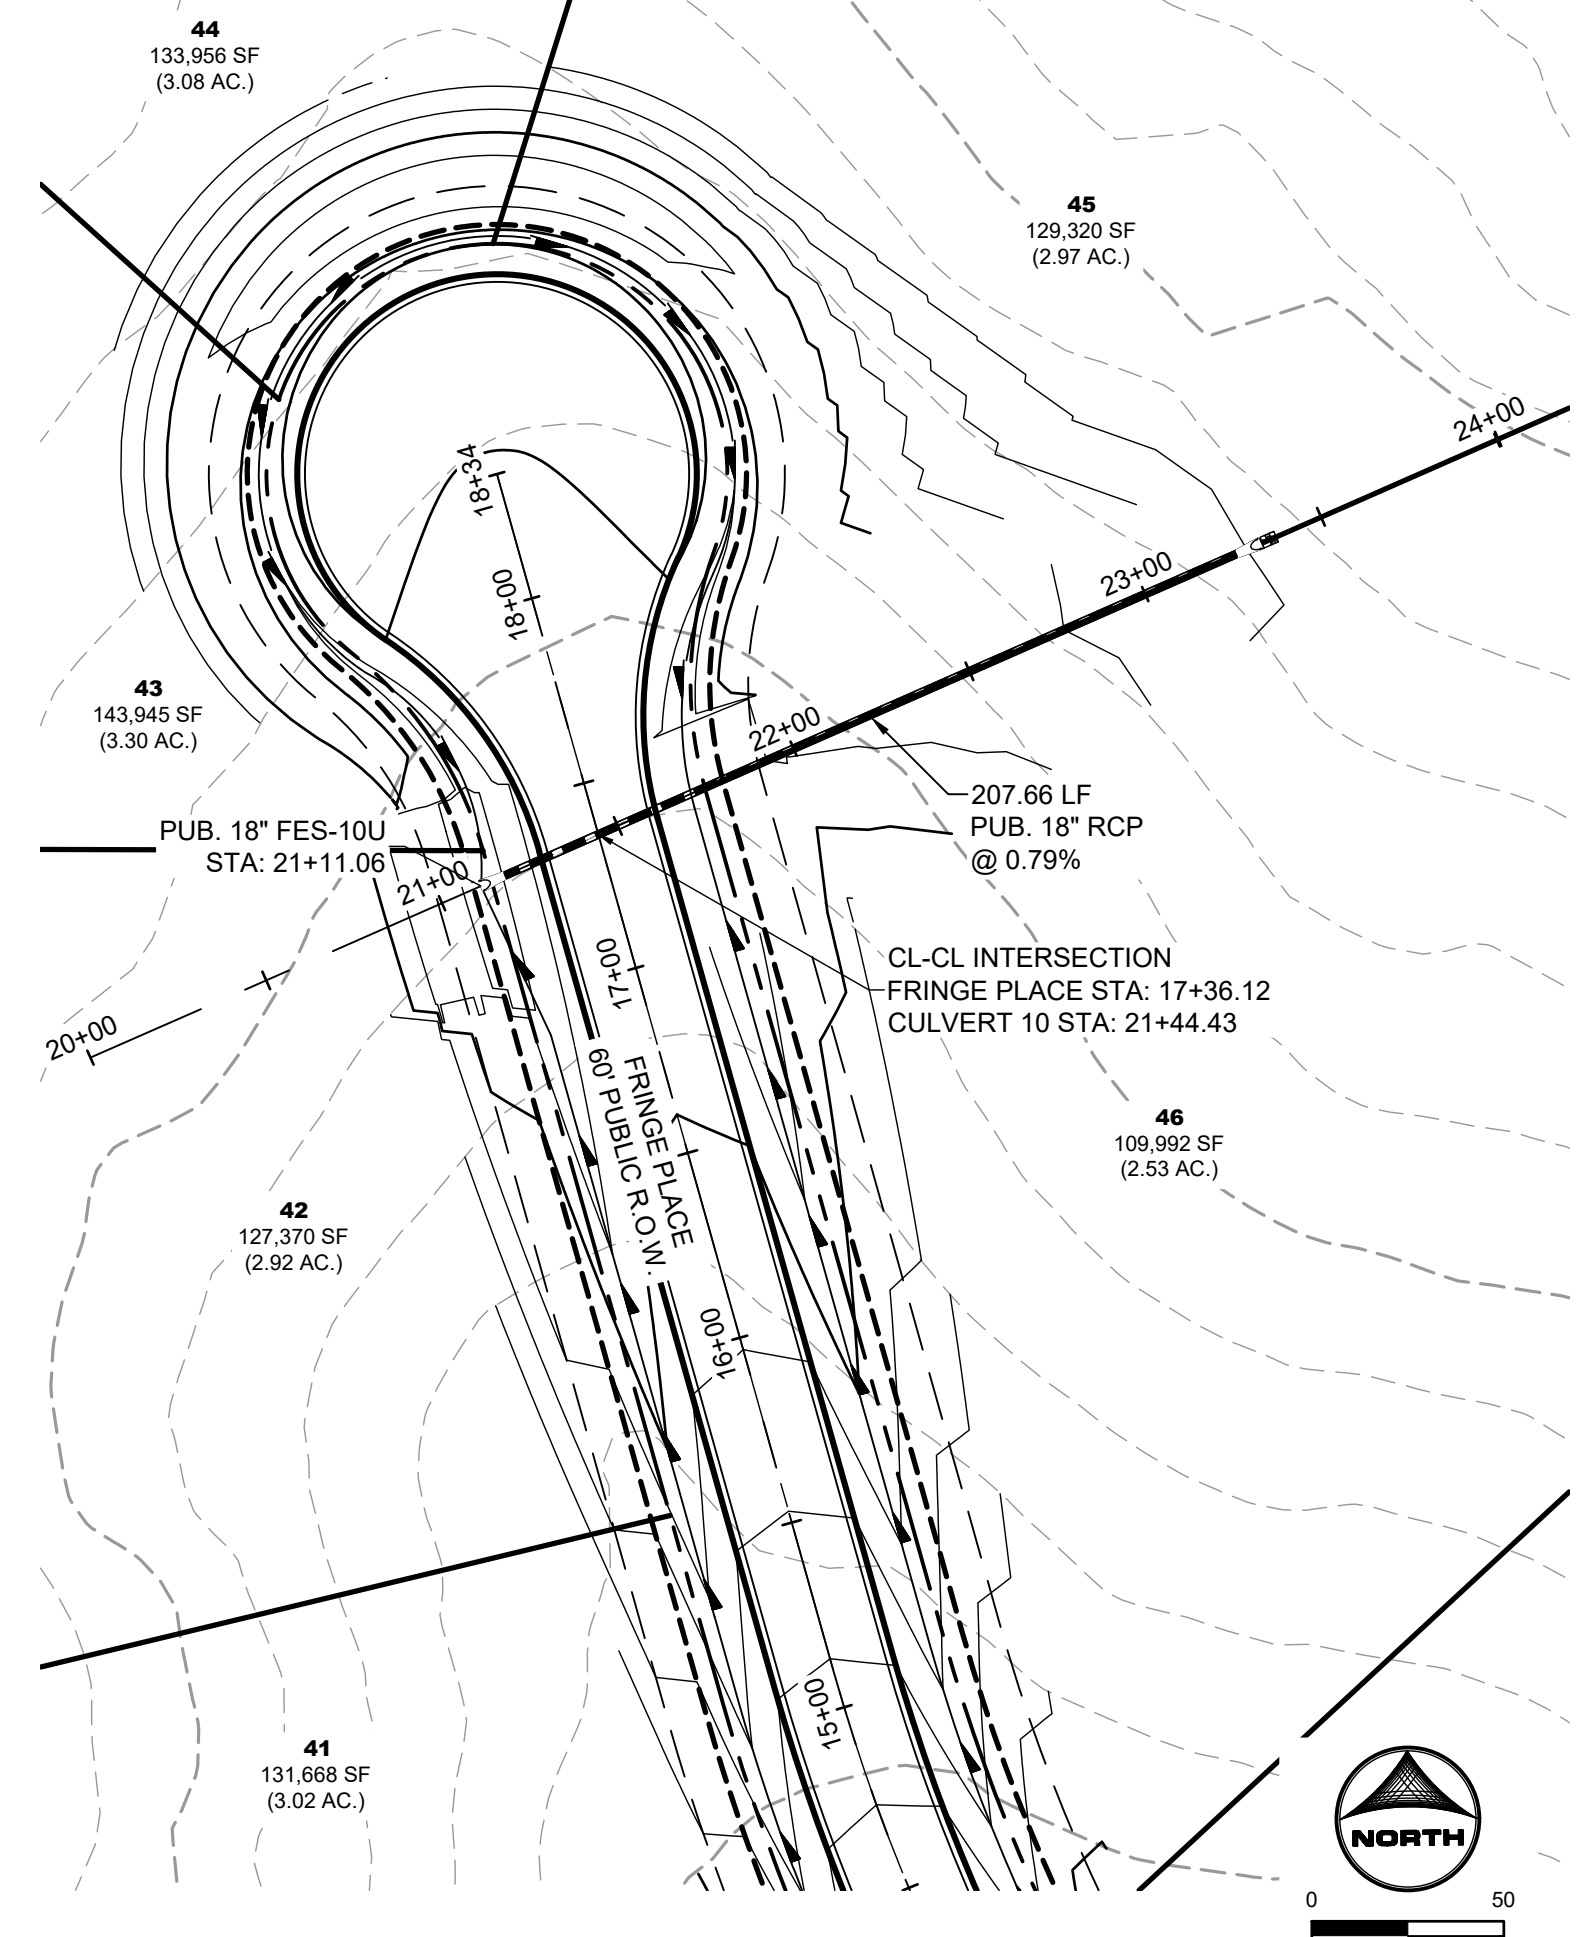 44
133,956 SF
(3.08 AC.)
45
129,320 SF
(2.97 AC.)
24+00
18+34
18+00
23+00
43
143,945 SF
(3.30 AC.)
22+00
207.66 LF
PUB. 18" RCP
@ 0.79%
PUB. 18" FES-10U
STA: 21+11.06
21+00
CL-CL INTERSECTION
FRINGE PLACE STA: 17+36.12
CULVERT 10 STA: 21+44.43
17+00
20+00
FRINGE PLACE
60' PUBLIC R.O.W.
46
109,992 SF
(2.53 AC.)
42
127,370 SF
(2.92 AC.)
16+00
15+00
41
131,668 SF
(3.02 AC.)
NORTH
0 50